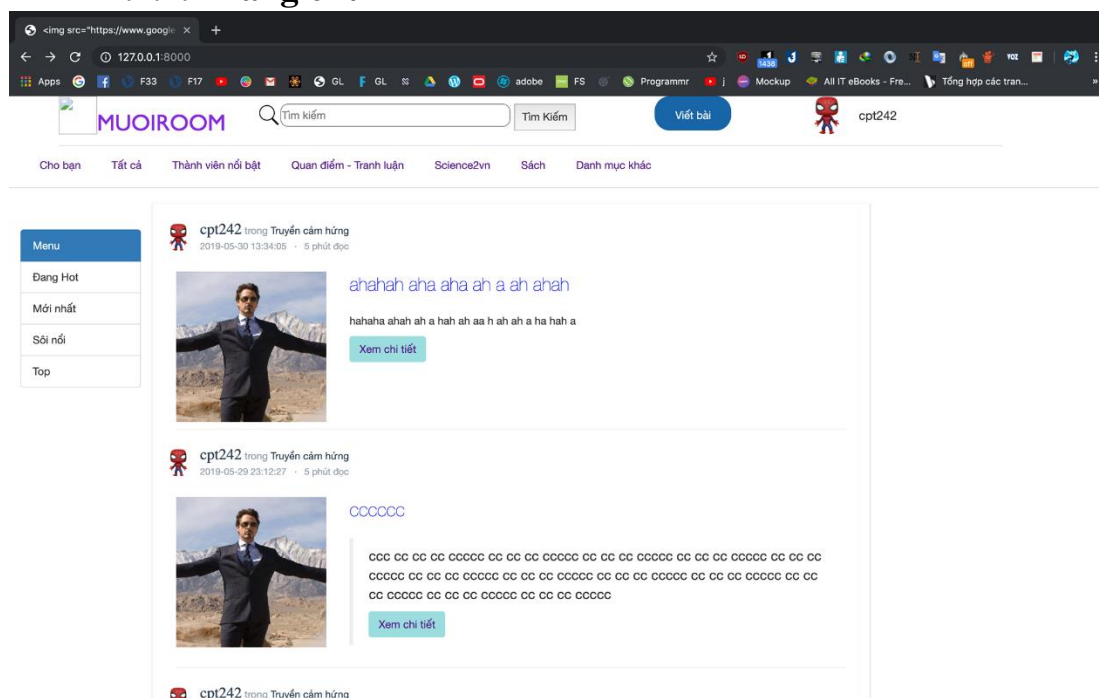 <img src="https://www.google
127.0.0.1:8000
1438
off
VOZ
Apps
F33
F17
GL
GL
adobe
FS
Programmr
j
Mockup
All IT eBooks - Fre...
Tổng hợp các tran...
»
MUOIROOM
Tìm kiếm
Tìm Kiếm
Viết bài
cpt242
Cho bạn Tất cả Thành viên nổi bật Quan điểm - Tranh luận Science2vn Sách Danh mục khác
Menu
Đang Hot
Mới nhất
Sôi nổi
Top
cpt242 trong Truyền cảm hứng
2019-05-30 13:34:05 · 5 phút đọc
ahahah aha aha ah a ah ahah
hahaha ahah ah a hah ah aa h ah ah a ha hah a
Xem chi tiết
cpt242 trong Truyền cảm hứng
2019-05-29 23:12:27 · 5 phút đọc
cccccc
ccc cc cc cc ccccc cc cc cc ccccc cc cc cc ccccc cc cc cc ccccc cc cc cc
ccccc cc cc cc ccccc cc cc cc ccccc cc cc cc ccccc cc cc cc ccccc cc cc
cc ccccc cc cc cc ccccc cc cc cc ccccc
Xem chi tiết
cpt242 trong Truyền cảm hứng